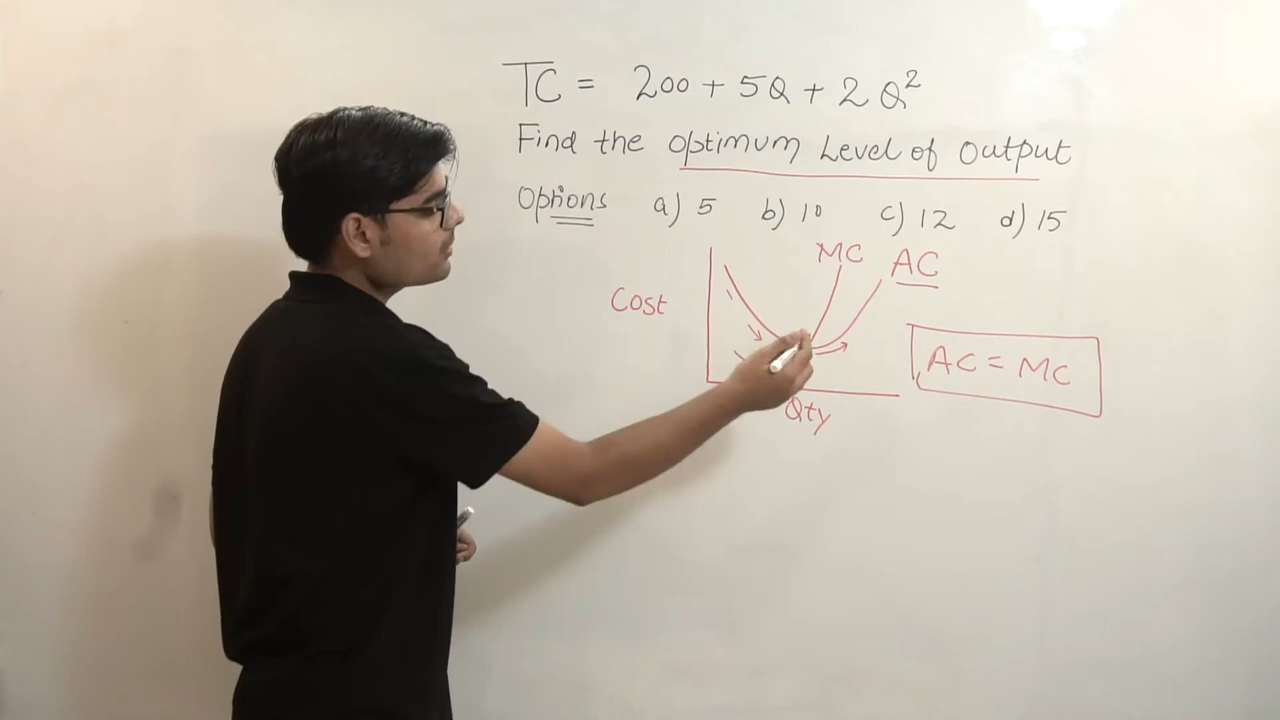 TC = 200 + 5Q + 2Q²
Find the optimum Level of Output
Options a) 5 b) 10 c) 12 d) 15
MC AC
Cost
AC = MC
Qty